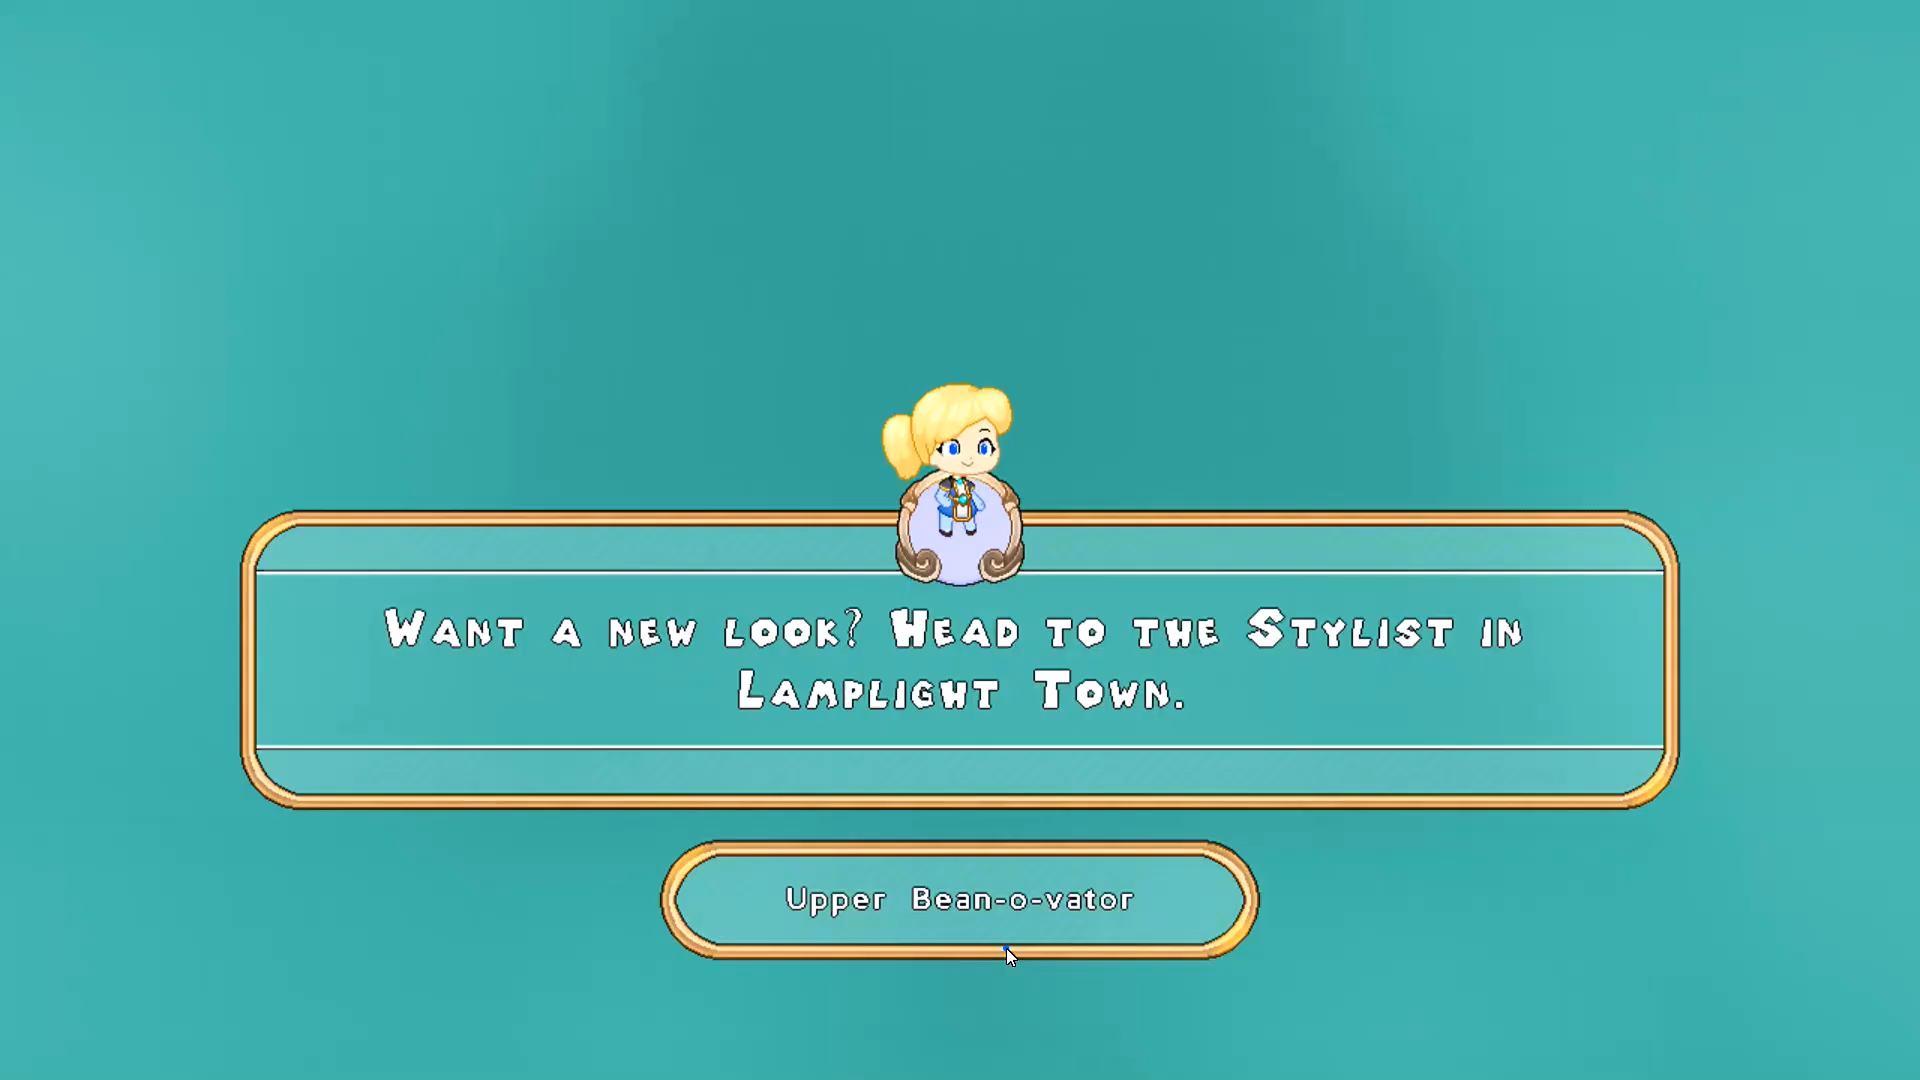 Want a new look? Head to the Stylist in
Lamplight Town.
Upper Bean-o-vator